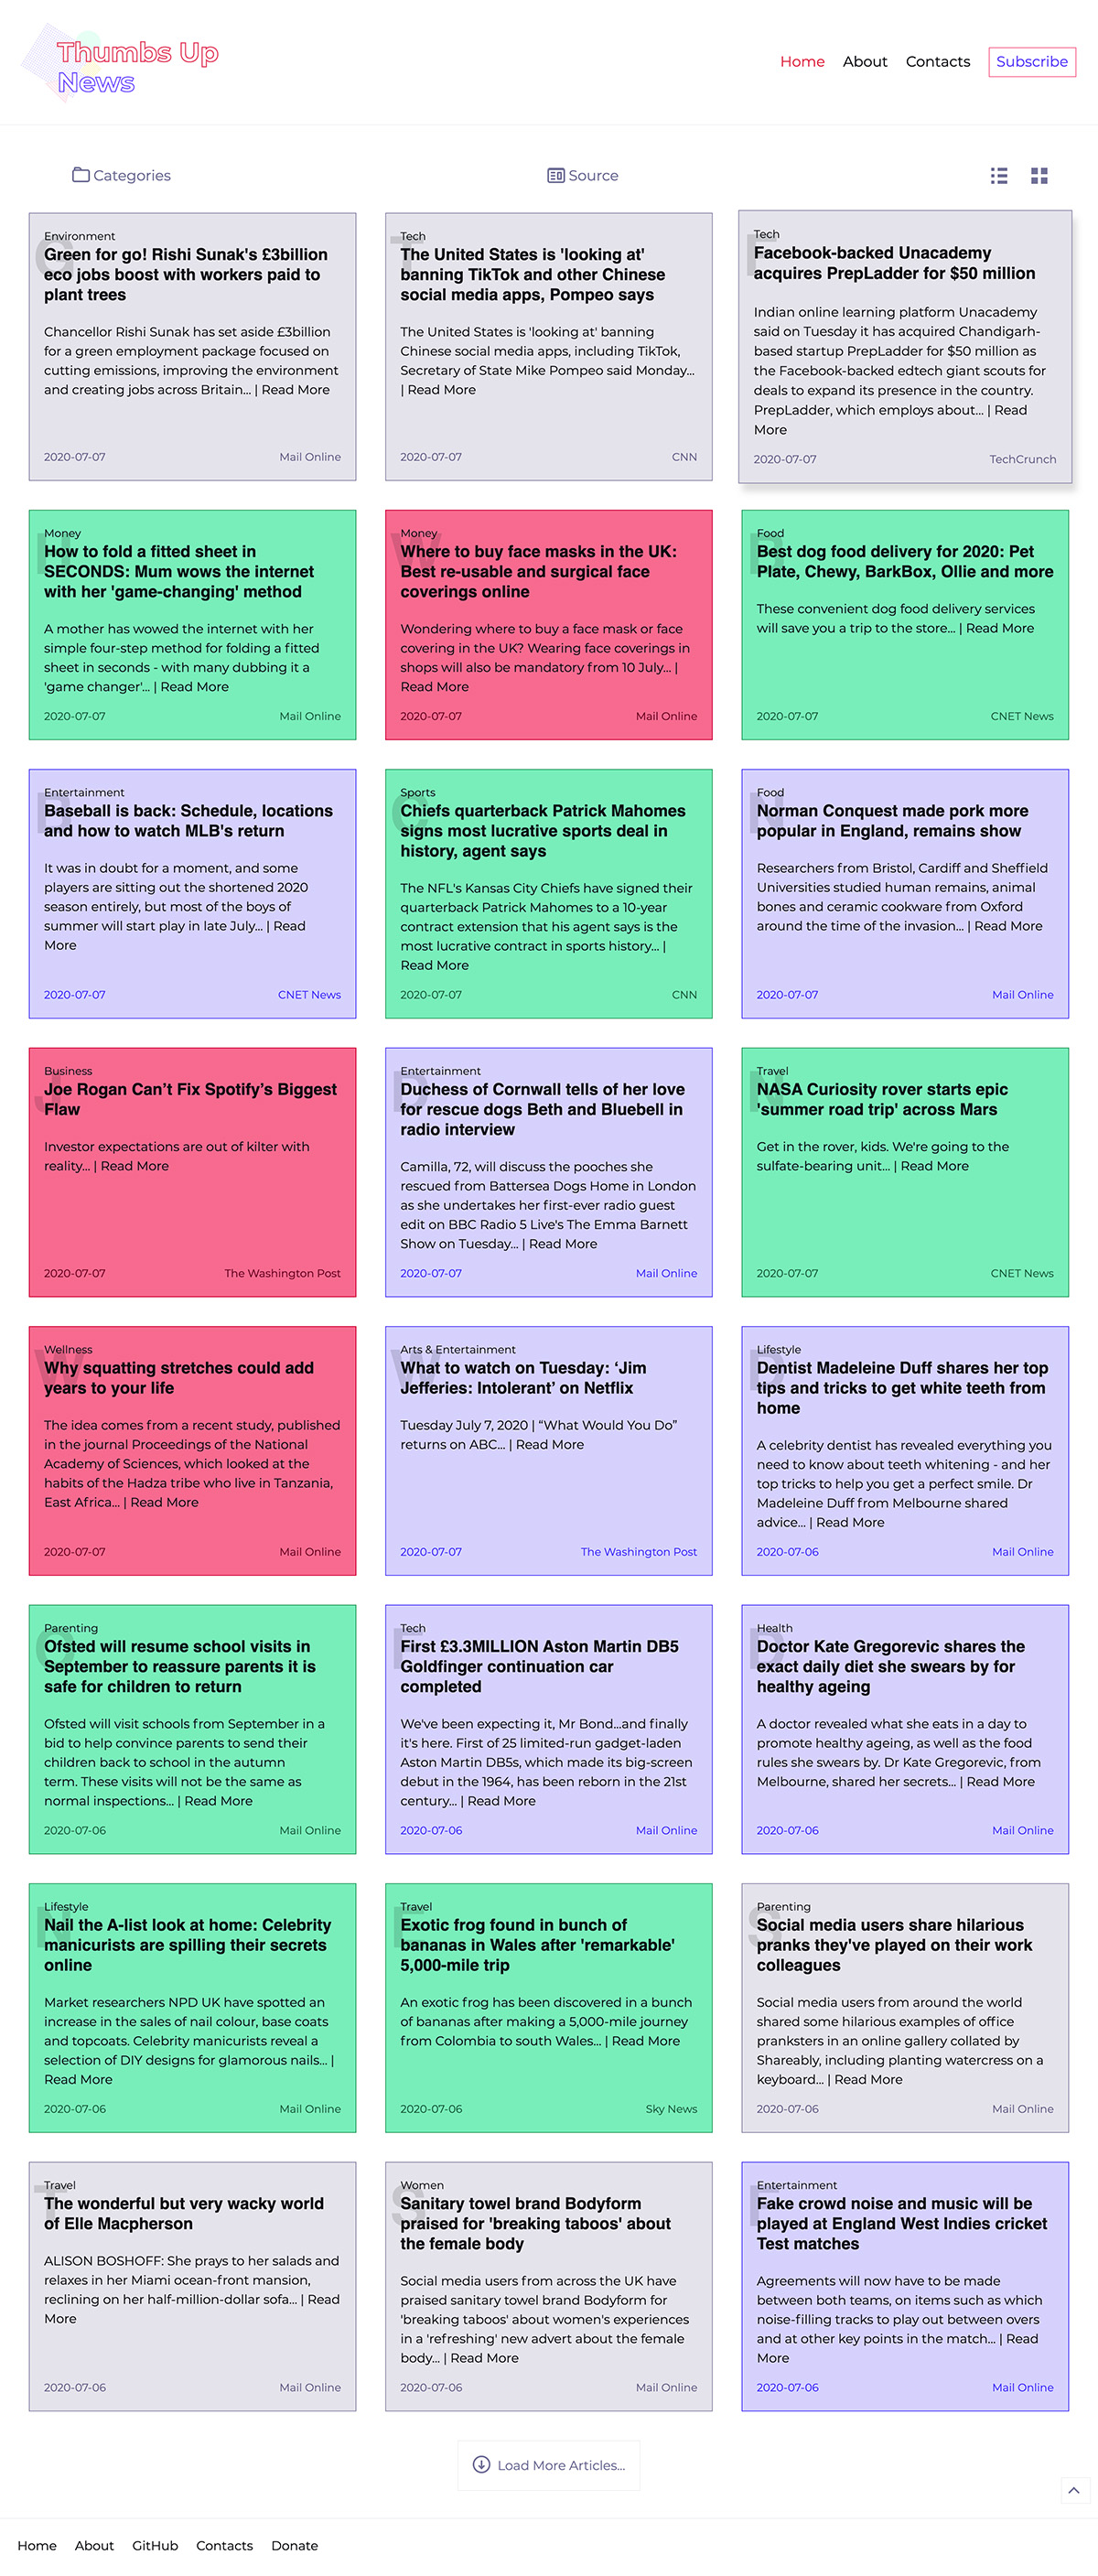 Thumbs Up
News
Home About Contacts Subscribe
Categories Source
Environment
Green for go! Rishi Sunak's £3billion
eco jobs boost with workers paid to
plant trees
Chancellor Rishi Sunak has set aside £3billion
for a green employment package focused on
cutting emissions, improving the environment
and creating jobs across Britain... | Read More
2020-07-07 Mail Online
Tech
The United States is 'looking at'
banning TikTok and other Chinese
social media apps, Pompeo says
The United States is 'looking at' banning
Chinese social media apps, including TikTok,
Secretary of State Mike Pompeo said Monday...
| Read More
2020-07-07 CNN
Tech
Facebook-backed Unacademy
acquires PrepLadder for $50 million
Indian online learning platform Unacademy
said on Tuesday it has acquired Chandigarh-
based startup PrepLadder for $50 million as
the Facebook-backed edtech giant scouts for
deals to expand its presence in the country.
PrepLadder, which employs about... | Read
More
2020-07-07 TechCrunch
Money
How to fold a fitted sheet in
SECONDS: Mum wows the internet
with her 'game-changing' method
A mother has wowed the internet with her
simple four-step method for folding a fitted
sheet in seconds - with many dubbing it a
'game changer'... | Read More
2020-07-07 Mail Online
Money
Where to buy face masks in the UK:
Best re-usable and surgical face
coverings online
Wondering where to buy a face mask or face
covering in the UK? Wearing face coverings in
shops will also be mandatory from 10 July... |
Read More
2020-07-07 Mail Online
Food
Best dog food delivery for 2020: Pet
Plate, Chewy, BarkBox, Ollie and more
These convenient dog food delivery services
will save you a trip to the store... | Read More
2020-07-07 CNET News
Entertainment
Baseball is back: Schedule, locations
and how to watch MLB's return
It was in doubt for a moment, and some
players are sitting out the shortened 2020
season entirely, but most of the boys of
summer will start play in late July... | Read
More
2020-07-07 CNET News
Sports
Chiefs quarterback Patrick Mahomes
signs most lucrative sports deal in
history, agent says
The NFL's Kansas City Chiefs have signed their
quarterback Patrick Mahomes to a 10-year
contract extension that his agent says is the
most lucrative contract in sports history... |
Read More
2020-07-07 CNN
Food
Norman Conquest made pork more
popular in England, remains show
Researchers from Bristol, Cardiff and Sheffield
Universities studied human remains, animal
bones and ceramic cookware from Oxford
around the time of the invasion... | Read More
2020-07-07 Mail Online
Business
Joe Rogan Can’t Fix Spotify’s Biggest
Flaw
Investor expectations are out of kilter with
reality... | Read More
2020-07-07 The Washington Post
Entertainment
Duchess of Cornwall tells of her love
for rescue dogs Beth and Bluebell in
radio interview
Camilla, 72, will discuss the pooches she
rescued from Battersea Dogs Home in London
as she undertakes her first-ever radio guest
edit on BBC Radio 5 Live's The Emma Barnett
Show on Tuesday... | Read More
2020-07-07 Mail Online
Travel
NASA Curiosity rover starts epic
'summer road trip' across Mars
Get in the rover, kids. We're going to the
sulfate-bearing unit... | Read More
2020-07-07 CNET News
Wellness
Why squatting stretches could add
years to your life
The idea comes from a recent study, published
in the journal Proceedings of the National
Academy of Sciences, which looked at the
habits of the Hadza tribe who live in Tanzania,
East Africa... | Read More
2020-07-07 Mail Online
Arts & Entertainment
What to watch on Tuesday: ‘Jim
Jefferies: Intolerant’ on Netflix
Tuesday July 7, 2020 | “What Would You Do”
returns on ABC... | Read More
2020-07-07 The Washington Post
Lifestyle
Dentist Madeleine Duff shares her top
tips and tricks to get white teeth from
home
A celebrity dentist has revealed everything you
need to know about teeth whitening - and her
top tricks to help you get a perfect smile. Dr
Madeleine Duff from Melbourne shared
advice... | Read More
2020-07-06 Mail Online
Parenting
Ofsted will resume school visits in
September to reassure parents it is
safe for children to return
Ofsted will visit schools from September in a
bid to help convince parents to send their
children back to school in the autumn
term. These visits will not be the same as
normal inspections... | Read More
2020-07-06 Mail Online
Tech
First £3.3MILLION Aston Martin DB5
Goldfinger continuation car
completed
We've been expecting it, Mr Bond...and finally
it's here. First of 25 limited-run gadget-laden
Aston Martin DB5s, which made its big-screen
debut in the 1964, has been reborn in the 21st
century... | Read More
2020-07-06 Mail Online
Health
Doctor Kate Gregorevic shares the
exact daily diet she swears by for
healthy ageing
A doctor revealed what she eats in a day to
promote healthy ageing, as well as the food
rules she swears by. Dr Kate Gregorevic, from
Melbourne, shared her secrets... | Read More
2020-07-06 Mail Online
Lifestyle
Nail the A-list look at home: Celebrity
manicurists are spilling their secrets
online
Market researchers NPD UK have spotted an
increase in the sales of nail colour, base coats
and topcoats. Celebrity manicurists reveal a
selection of DIY designs for glamorous nails... |
Read More
2020-07-06 Mail Online
Travel
Exotic frog found in bunch of
bananas in Wales after 'remarkable'
5,000-mile trip
An exotic frog has been discovered in a bunch
of bananas after making a 5,000-mile journey
from Colombia to south Wales... | Read More
2020-07-06 Sky News
Parenting
Social media users share hilarious
pranks they've played on their work
colleagues
Social media users from around the world
shared some hilarious examples of office
pranksters in an online gallery collated by
Shareably, including planting watercress on a
keyboard... | Read More
2020-07-06 Mail Online
Travel
The wonderful but very wacky world
of Elle Macpherson
ALISON BOSHOFF: She prays to her salads and
relaxes in her Miami ocean-front mansion,
reclining on her half-million-dollar sofa... | Read
More
2020-07-06 Mail Online
Women
Sanitary towel brand Bodyform
praised for 'breaking taboos' about
the female body
Social media users from across the UK have
praised sanitary towel brand Bodyform for
'breaking taboos' about women's experiences
in a 'refreshing' new advert about the female
body... | Read More
2020-07-06 Mail Online
Entertainment
Fake crowd noise and music will be
played at England West Indies cricket
Test matches
Agreements will now have to be made
between both teams, on items such as which
noise-filling tracks to play out between overs
and at other key points in the match... | Read
More
2020-07-06 Mail Online
Load More Articles...
Home About GitHub Contacts Donate